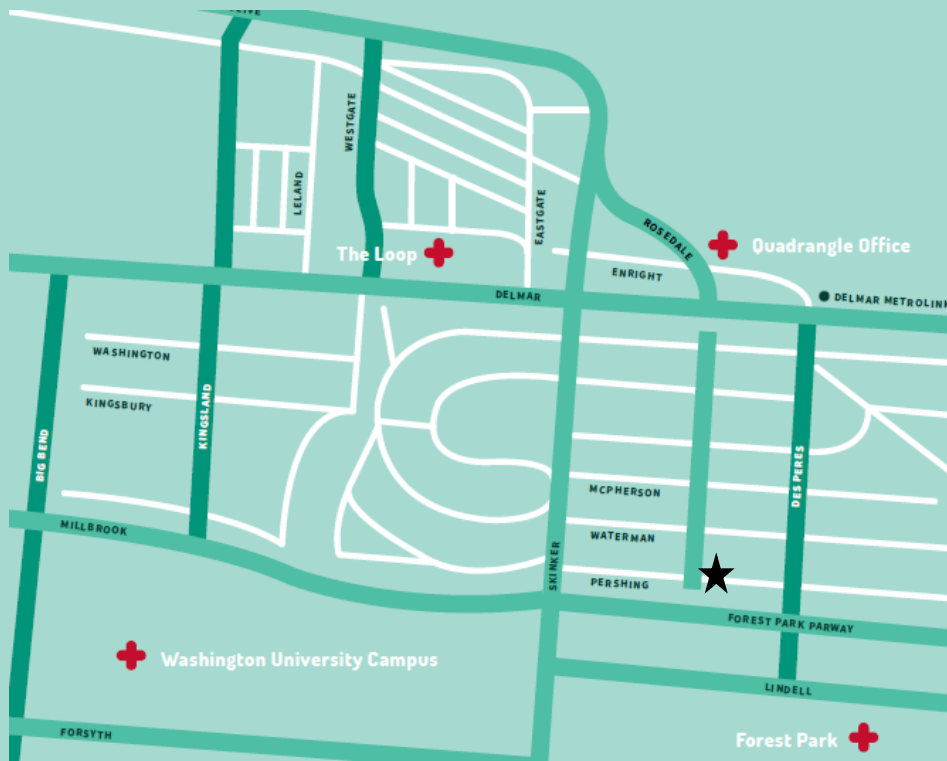 WESTGATE
LELAND
EASTGATE
ROSEDALE
The Loop
Quadrangle Office
ENRIGHT
DELMAR
DELMAR METROLINK
WASHINGTON
KINGSBURY
KINGSLAND
BIG BEND
DES PERES
MCPHERSON
MILLBROOK
WATERMAN
SKINKER
PERSHING
FOREST PARK PARKWAY
Washington University Campus
LINDELL
FORSYTH
Forest Park